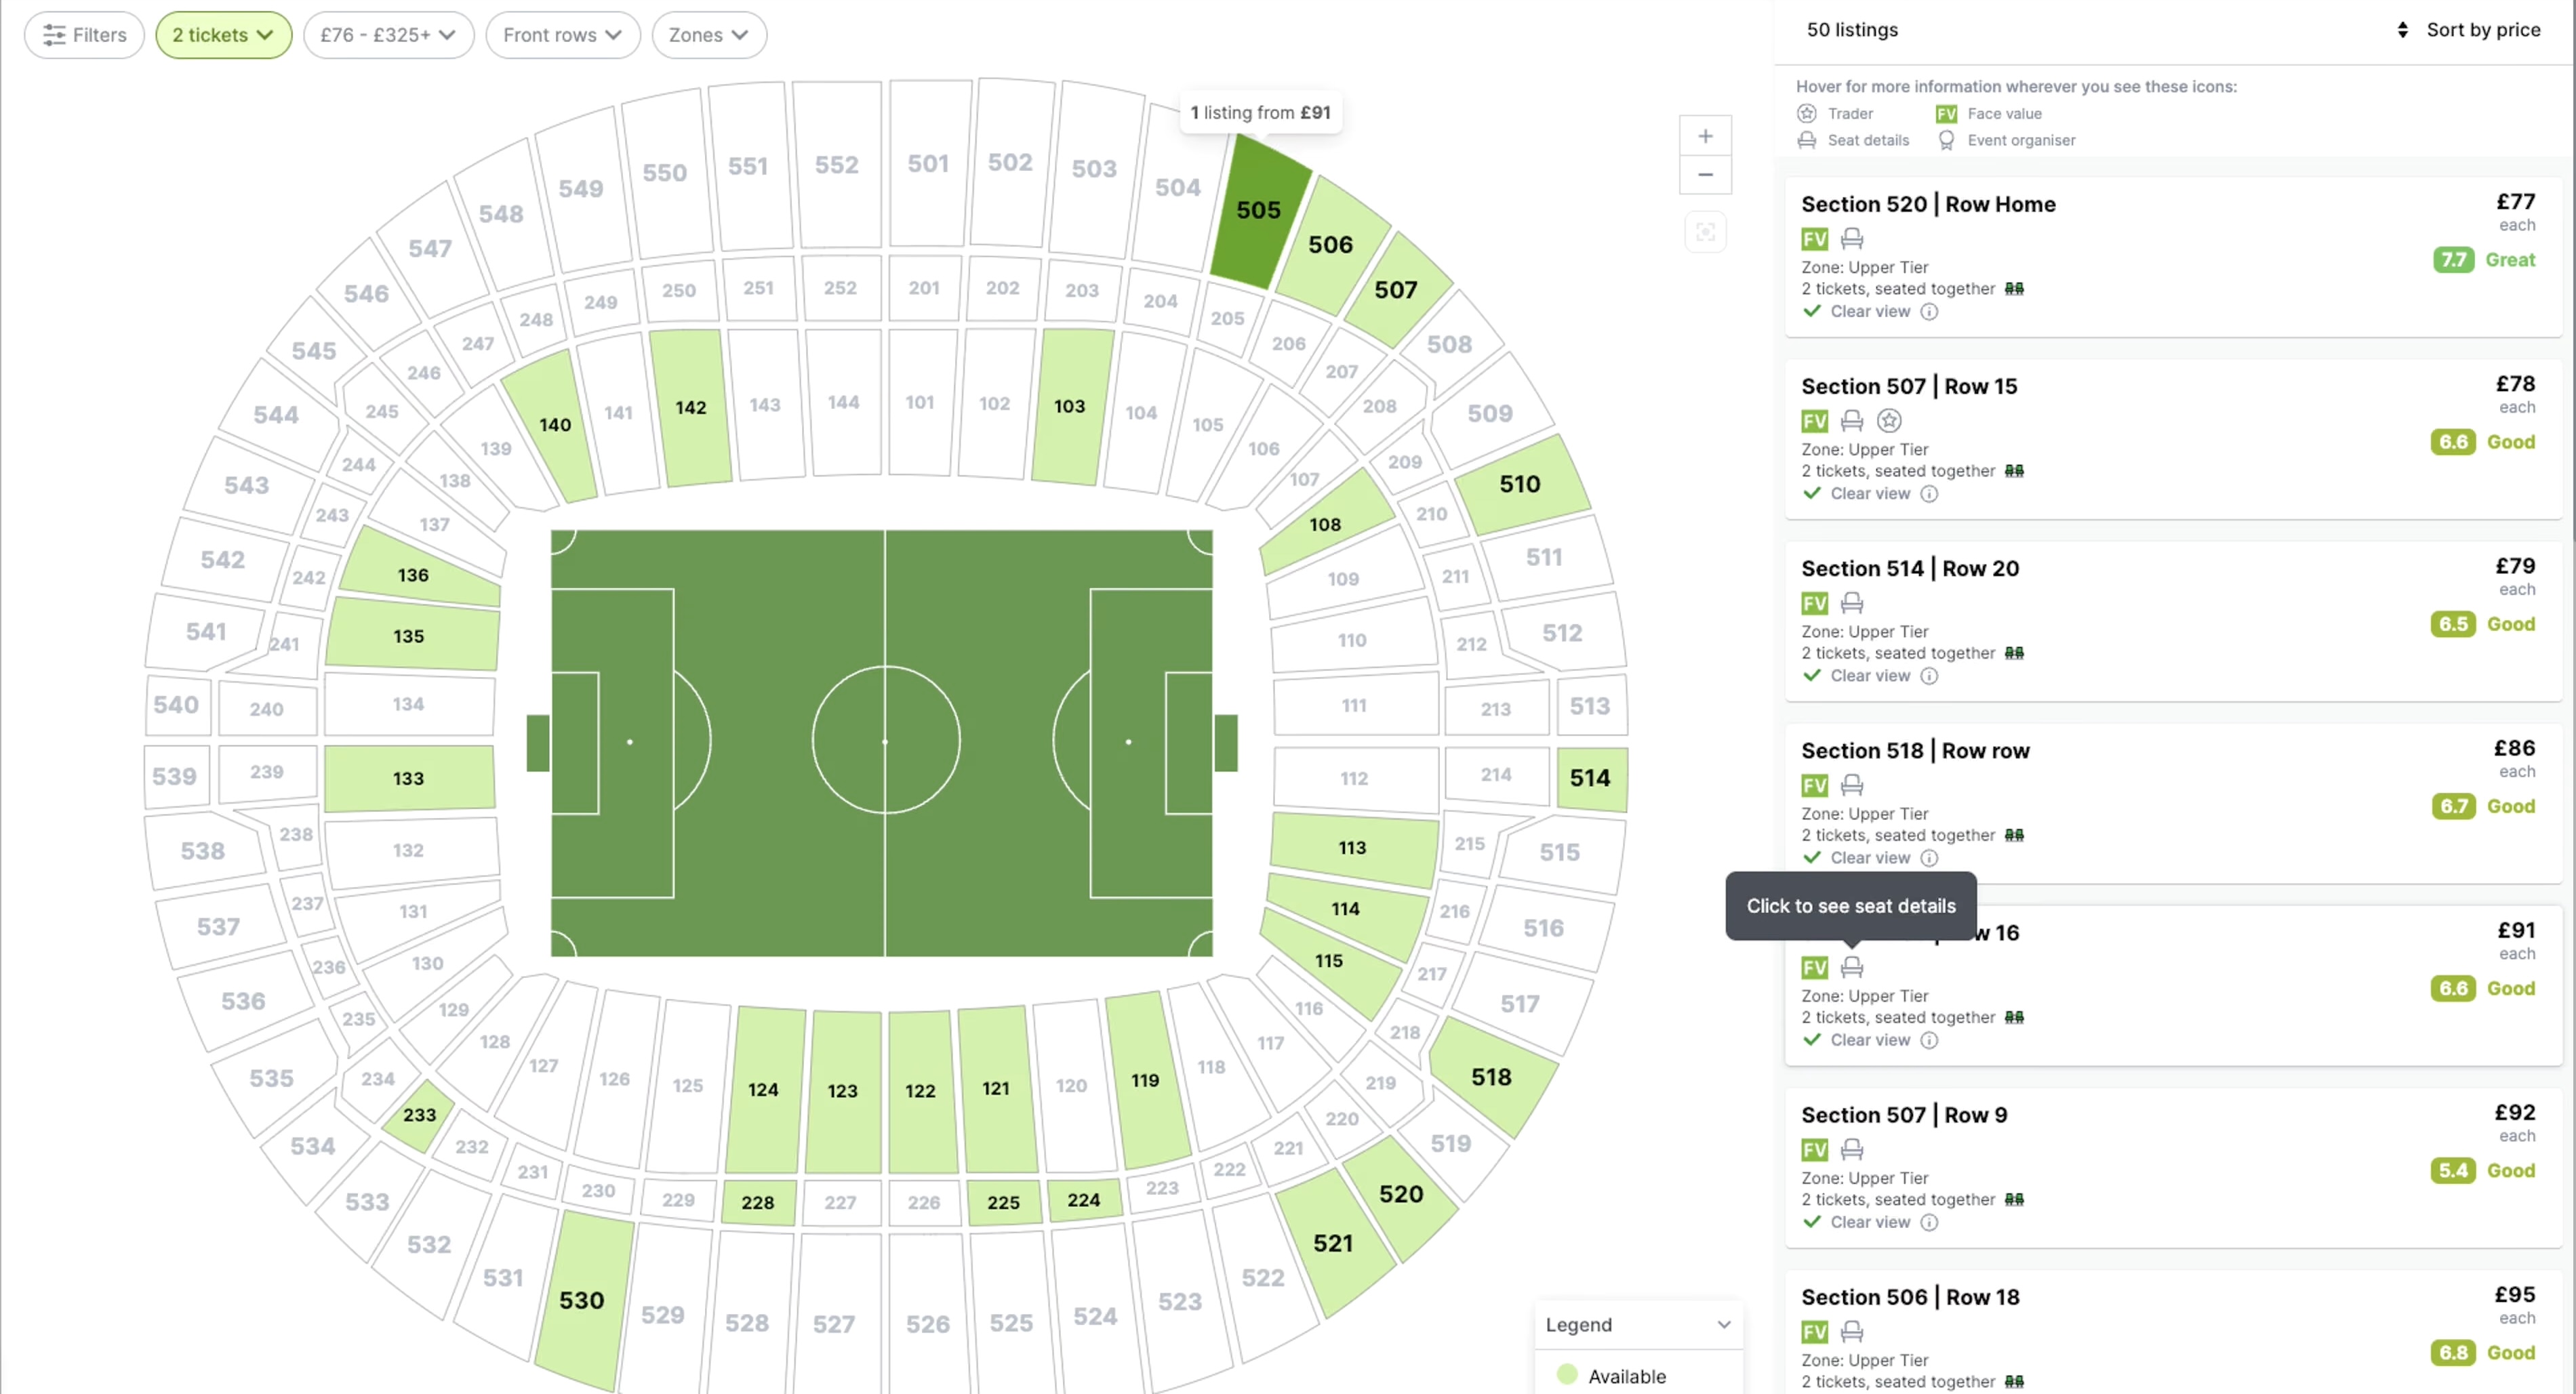 Filters
2 tickets
£76 - £325+
Front rows
Zones
50 listings
Sort by price
Hover for more information wherever you see these icons:
Trader
FV Face value
Seat details
Event organiser
1 listing from £91
501
502
503
504
505
506
507
508
509
510
511
512
513
514
515
516
517
518
519
520
521
522
523
524
525
526
527
528
529
530
531
532
533
534
535
536
537
538
539
540
541
542
543
544
545
546
547
548
549
550
551
552
201
202
203
204
205
206
207
208
209
210
211
212
213
214
215
216
217
218
219
220
221
222
223
224
225
226
227
228
229
230
231
232
233
234
235
236
237
238
239
240
241
242
243
244
245
246
247
248
249
250
251
252
101
102
103
104
105
106
107
108
109
110
111
112
113
114
115
116
117
118
119
120
121
122
123
124
125
126
127
128
129
130
131
132
133
134
135
136
137
138
139
140
141
142
143
144
+
−
Legend
Available
Section 520 | Row Home
£77
each
FV
7.7 Great
Zone: Upper Tier
2 tickets, seated together
Clear view
Section 507 | Row 15
£78
each
FV
6.6 Good
Zone: Upper Tier
2 tickets, seated together
Clear view
Section 514 | Row 20
£79
each
FV
6.5 Good
Zone: Upper Tier
2 tickets, seated together
Clear view
Section 518 | Row row
£86
each
FV
6.7 Good
Zone: Upper Tier
2 tickets, seated together
Clear view
Click to see seat details
16
£91
each
FV
6.6 Good
Zone: Upper Tier
2 tickets, seated together
Clear view
Section 507 | Row 9
£92
each
FV
5.4 Good
Zone: Upper Tier
2 tickets, seated together
Clear view
Section 506 | Row 18
£95
each
FV
6.8 Good
Zone: Upper Tier
2 tickets, seated together